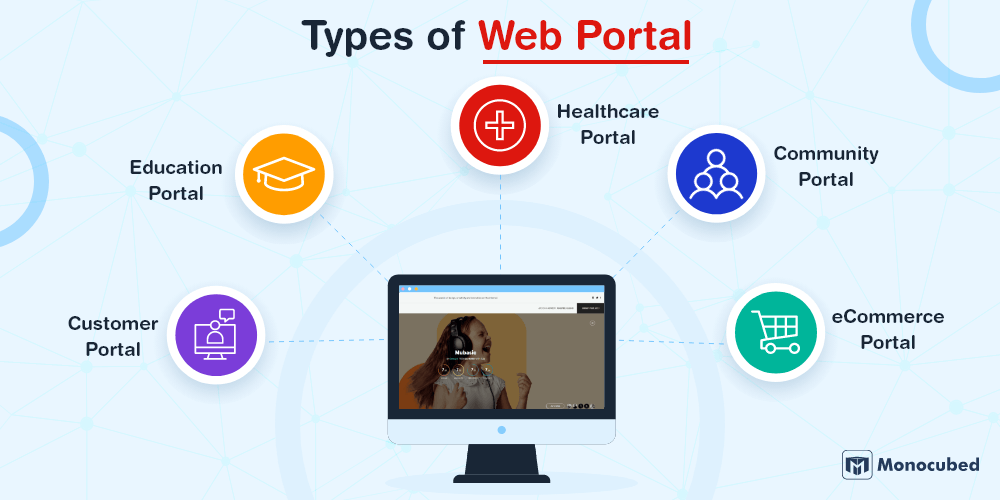 Types of Web Portal
Healthcare
Portal
Education
Portal
Community
Portal
Customer
Portal
eCommerce
Portal
Mubasic
Monocubed